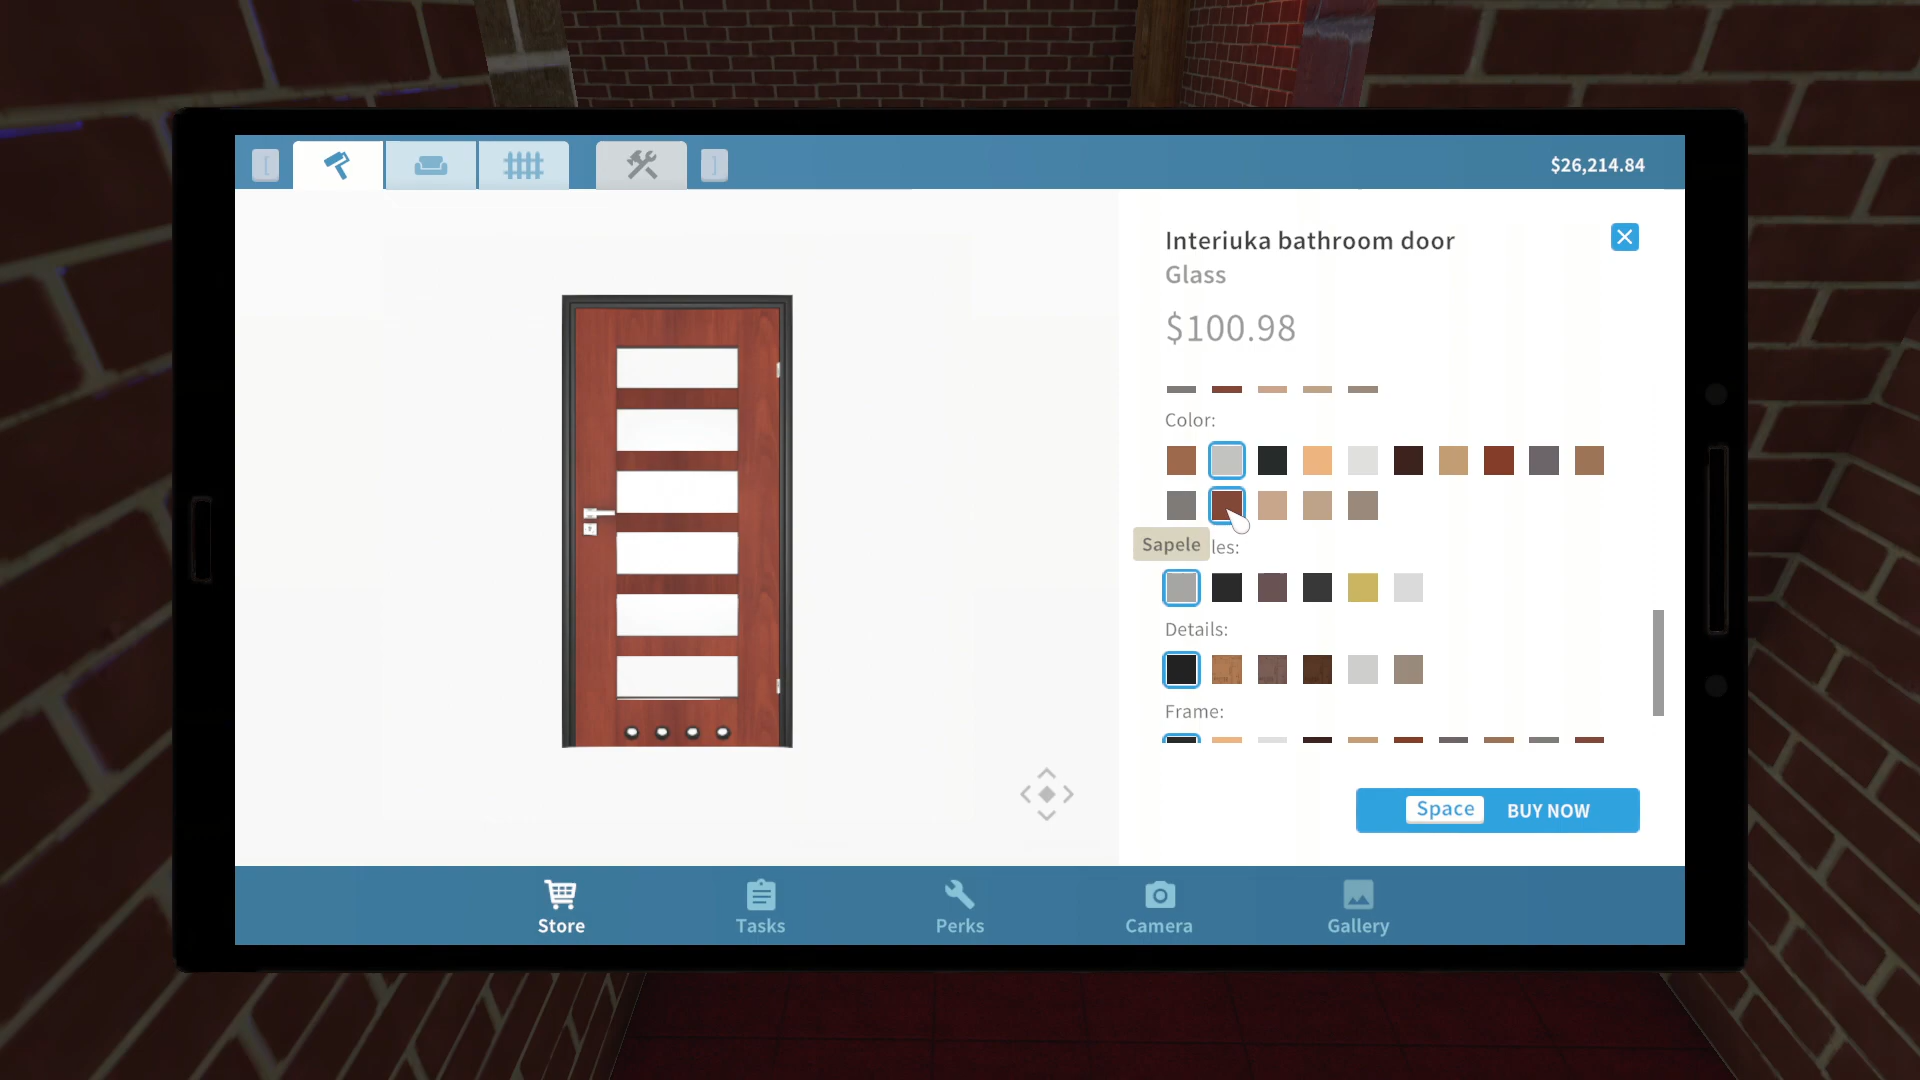 [
]
$26,214.84
Interiuka bathroom door
Glass
$100.98
Color:
Sapele
les:
Details:
Frame:
Space
BUY NOW
Store
Tasks
Perks
Camera
Gallery